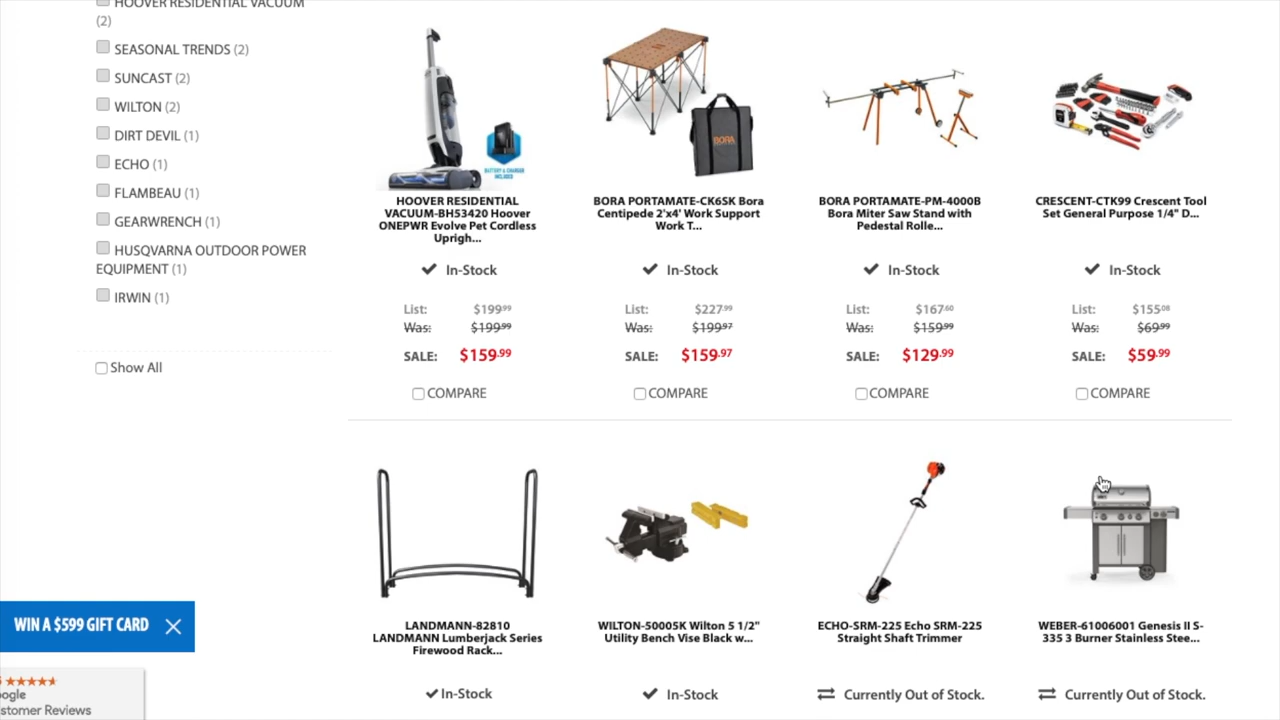 HOOVER RESIDENTIAL VACUUM
(2)
SEASONAL TRENDS (2)
SUNCAST (2)
WILTON (2)
DIRT DEVIL (1)
ECHO (1)
FLAMBEAU (1)
GEARWRENCH (1)
HUSQVARNA OUTDOOR POWER
EQUIPMENT (1)
IRWIN (1)
Show All
BATTERY & CHARGER
INCLUDED
HOOVER RESIDENTIAL
VACUUM-BH53420 Hoover
ONEPWR Evolve Pet Cordless
Uprigh...
In-Stock
List: $199.99
Was: $199.99
SALE: $159.99
COMPARE
BORA
BORA PORTAMATE-CK6SK Bora
Centipede 2'x4' Work Support
Work T...
In-Stock
List: $227.99
Was: $199.97
SALE: $159.97
COMPARE
BORA PORTAMATE-PM-4000B
Bora Miter Saw Stand with
Pedestal Rolle...
In-Stock
List: $167.60
Was: $159.99
SALE: $129.99
COMPARE
CRESCENT-CTK99 Crescent Tool
Set General Purpose 1/4" D...
In-Stock
List: $155.08
Was: $69.99
SALE: $59.99
COMPARE
LANDMANN-82810
LANDMANN Lumberjack Series
Firewood Rack...
In-Stock
WILTON-50005K Wilton 5 1/2"
Utility Bench Vise Black w...
In-Stock
ECHO-SRM-225 Echo SRM-225
Straight Shaft Trimmer
Currently Out of Stock.
WEBER-61006001 Genesis II S-
335 3 Burner Stainless Stee...
Currently Out of Stock.
WIN A $599 GIFT CARD
ogle
stomer Reviews